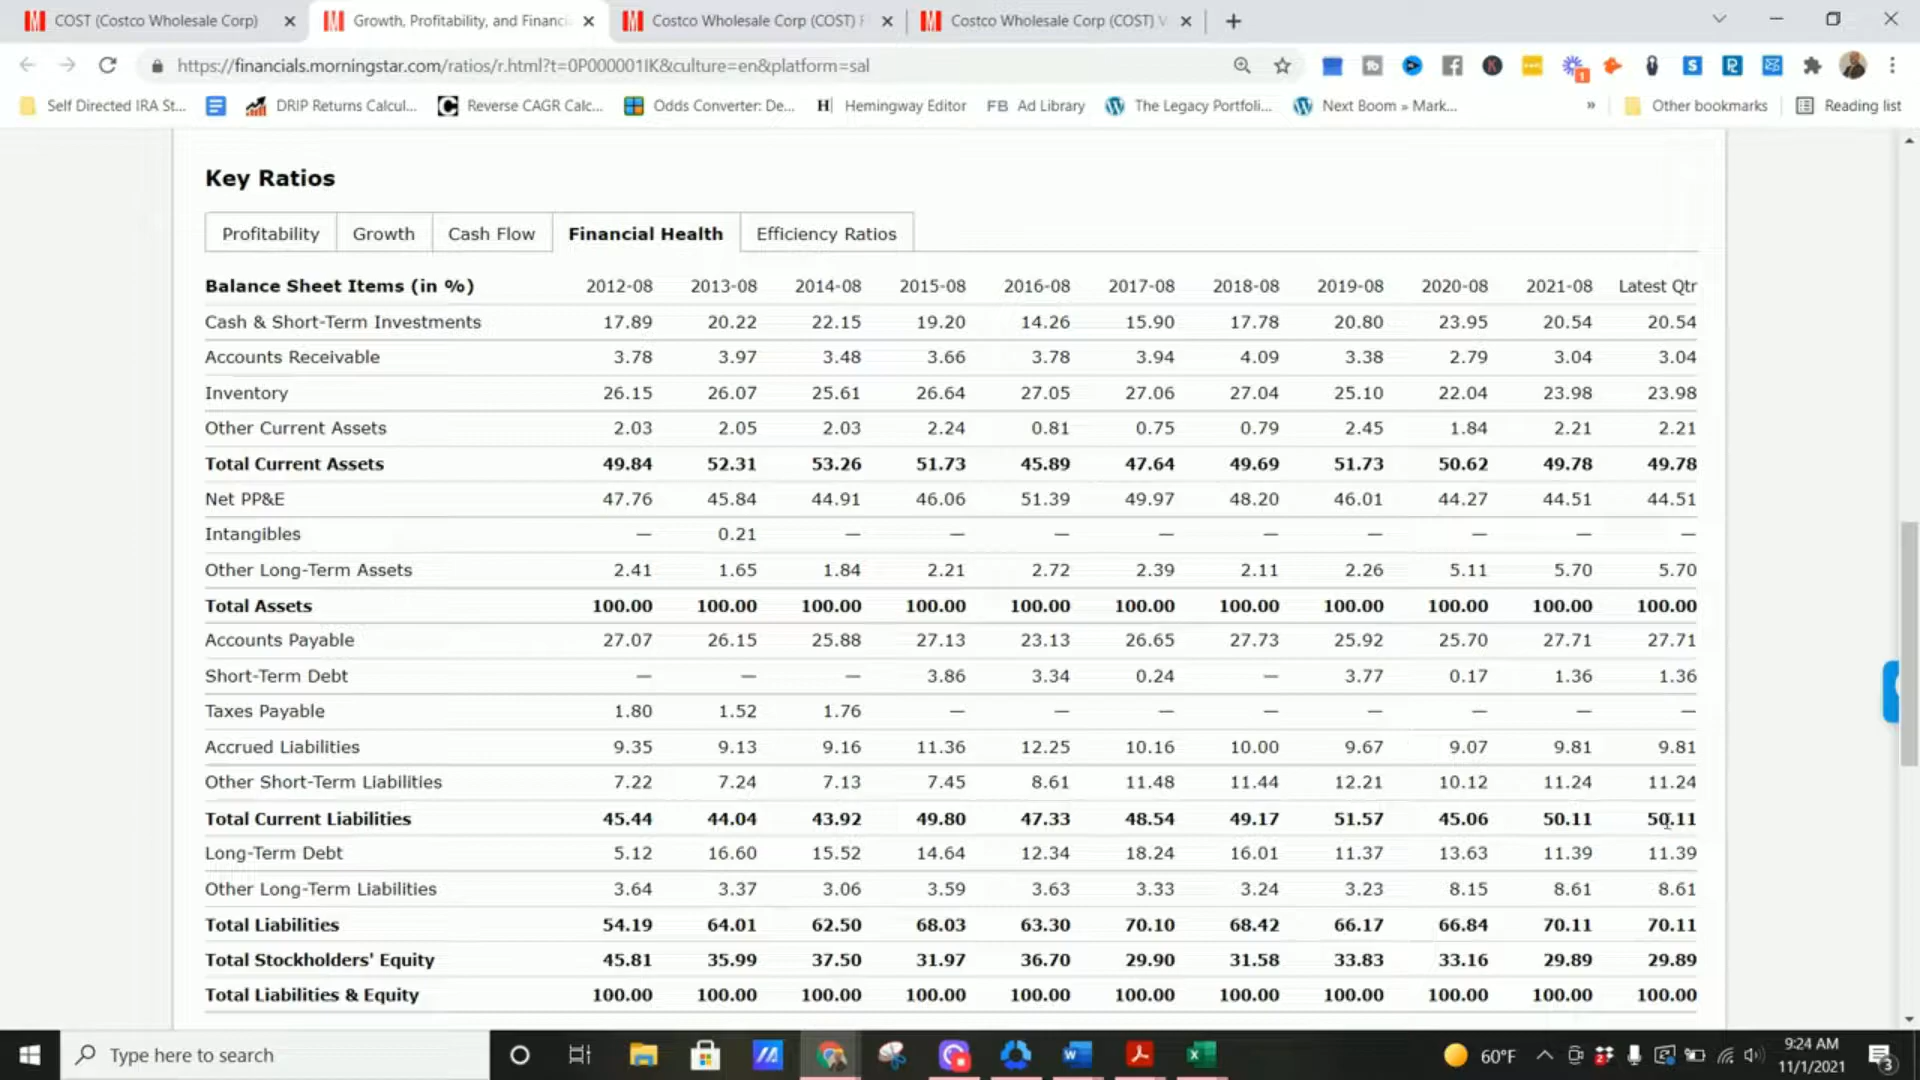 COST (Costco Wholesale Corp)
Growth, Profitability, and Financi
Costco Wholesale Corp (COST) F
Costco Wholesale Corp (COST) V
https://financials.morningstar.com/ratios/r.html?t=0P000001IK&culture=en&platform=sal
Self Directed IRA St... DRIP Returns Calcul... Reverse CAGR Calc... Odds Converter: De... Hemingway Editor FB Ad Library The Legacy Portfoli... Next Boom » Mark... » Other bookmarks Reading list
Key Ratios
Profitability Growth Cash Flow Financial Health Efficiency Ratios
Balance Sheet Items (in %) 2012-08 2013-08 2014-08 2015-08 2016-08 2017-08 2018-08 2019-08 2020-08 2021-08 Latest Qtr
Cash & Short-Term Investments 17.89 20.22 22.15 19.20 14.26 15.90 17.78 20.80 23.95 20.54 20.54
Accounts Receivable 3.78 3.97 3.48 3.66 3.78 3.94 4.09 3.38 2.79 3.04 3.04
Inventory 26.15 26.07 25.61 26.64 27.05 27.06 27.04 25.10 22.04 23.98 23.98
Other Current Assets 2.03 2.05 2.03 2.24 0.81 0.75 0.79 2.45 1.84 2.21 2.21
Total Current Assets 49.84 52.31 53.26 51.73 45.89 47.64 49.69 51.73 50.62 49.78 49.78
Net PP&E 47.76 45.84 44.91 46.06 51.39 49.97 48.20 46.01 44.27 44.51 44.51
Intangibles — 0.21 — — — — — — — — —
Other Long-Term Assets 2.41 1.65 1.84 2.21 2.72 2.39 2.11 2.26 5.11 5.70 5.70
Total Assets 100.00 100.00 100.00 100.00 100.00 100.00 100.00 100.00 100.00 100.00 100.00
Accounts Payable 27.07 26.15 25.88 27.13 23.13 26.65 27.73 25.92 25.70 27.71 27.71
Short-Term Debt — — — 3.86 3.34 0.24 — 3.77 0.17 1.36 1.36
Taxes Payable 1.80 1.52 1.76 — — — — — — — —
Accrued Liabilities 9.35 9.13 9.16 11.36 12.25 10.16 10.00 9.67 9.07 9.81 9.81
Other Short-Term Liabilities 7.22 7.24 7.13 7.45 8.61 11.48 11.44 12.21 10.12 11.24 11.24
Total Current Liabilities 45.44 44.04 43.92 49.80 47.33 48.54 49.17 51.57 45.06 50.11 50.11
Long-Term Debt 5.12 16.60 15.52 14.64 12.34 18.24 16.01 11.37 13.63 11.39 11.39
Other Long-Term Liabilities 3.64 3.37 3.06 3.59 3.63 3.33 3.24 3.23 8.15 8.61 8.61
Total Liabilities 54.19 64.01 62.50 68.03 63.30 70.10 68.42 66.17 66.84 70.11 70.11
Total Stockholders' Equity 45.81 35.99 37.50 31.97 36.70 29.90 31.58 33.83 33.16 29.89 29.89
Total Liabilities & Equity 100.00 100.00 100.00 100.00 100.00 100.00 100.00 100.00 100.00 100.00 100.00
Type here to search
60°F
9:24 AM
11/1/2021
3